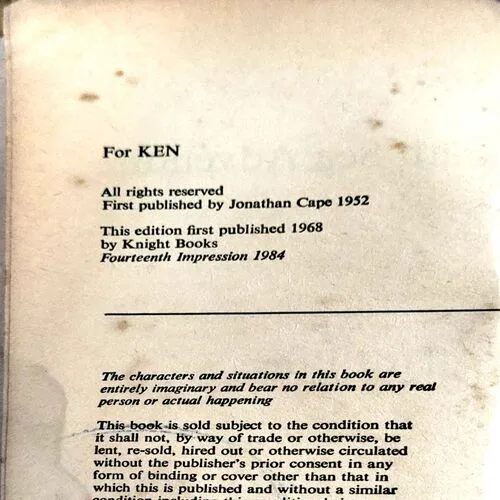 For KEN
All rights reserved
First published by Jonathan Cape 1952
This edition first published 1968
by Knight Books
Fourteenth Impression 1984
The characters and situations in this book are
entirely imaginary and bear no relation to any real
person or actual happening
This book is sold subject to the condition that
it shall not, by way of trade or otherwise, be
lent, re-sold, hired out or otherwise circulated
without the publisher's prior consent in any
form of binding or cover other than that in
which this is published and without a similar